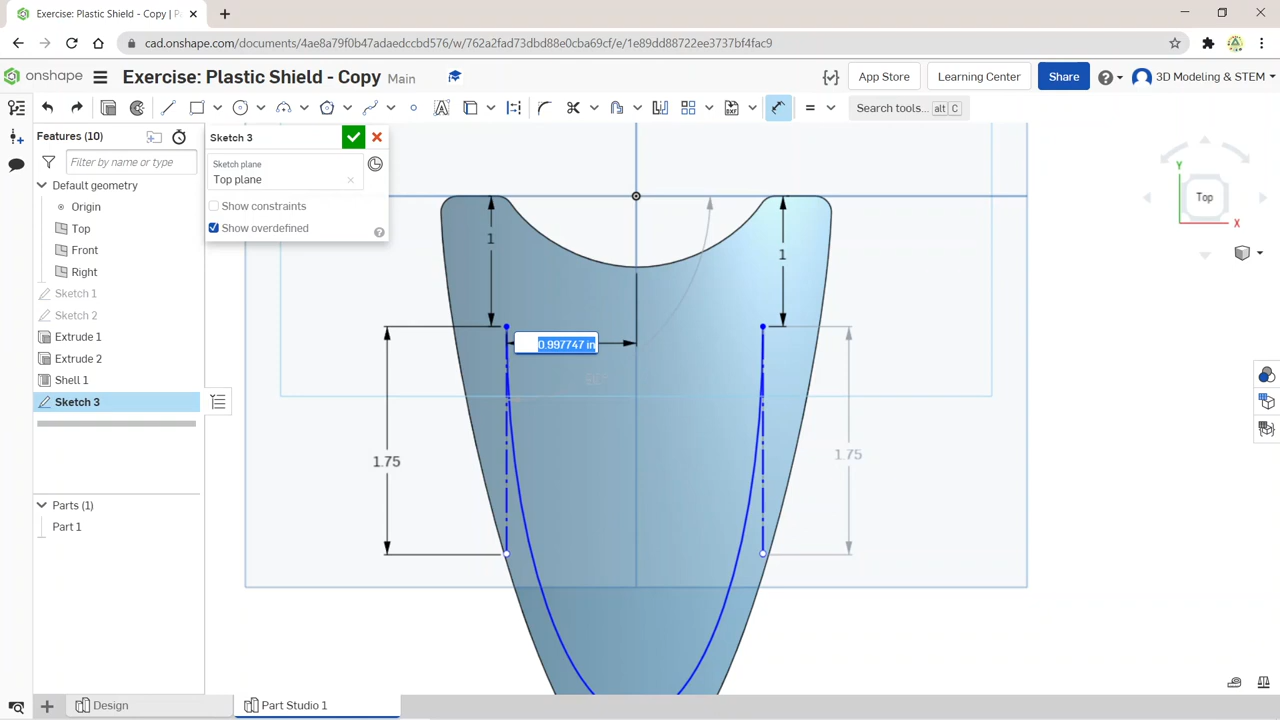 Exercise: Plastic Shield - Copy | P
cad.onshape.com/documents/4ae8a79f0b47adaedccbd576/w/762a2fa473dbd88e0cba69cf/e/1e89dd88722ee3737bf4fac9
onshape
Exercise: Plastic Shield - Copy Main
App Store
Learning Center
Share
3D Modeling & STEM
Search tools... alt C
Features (10)
Filter by name or type
Default geometry
Origin
Top
Front
Right
Sketch 1
Sketch 2
Extrude 1
Extrude 2
Shell 1
Sketch 3
Parts (1)
Part 1
Sketch 3
Sketch plane
Top plane
Show constraints
Show overdefined
1
1
0.997747 in
1.75
1.75
Y
Top
X
Design
Part Studio 1